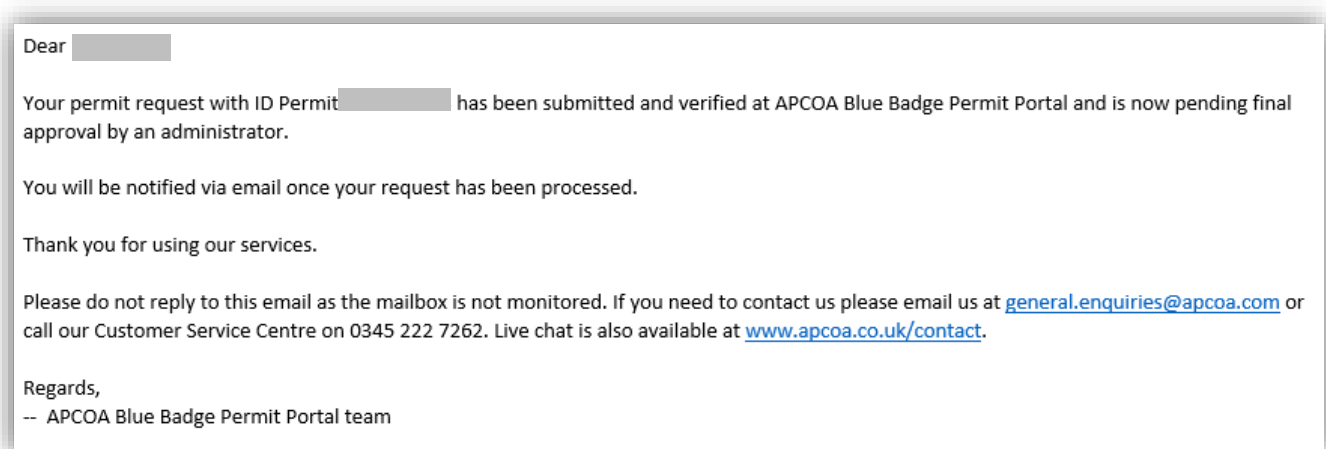 Dear
Your permit request with ID Permit has been submitted and verified at APCOA Blue Badge Permit Portal and is now pending final
approval by an administrator.
You will be notified via email once your request has been processed.
Thank you for using our services.
Please do not reply to this email as the mailbox is not monitored. If you need to contact us please email us at general.enquiries@apcoa.com or
call our Customer Service Centre on 0345 222 7262. Live chat is also available at www.apcoa.co.uk/contact.
Regards,
-- APCOA Blue Badge Permit Portal team